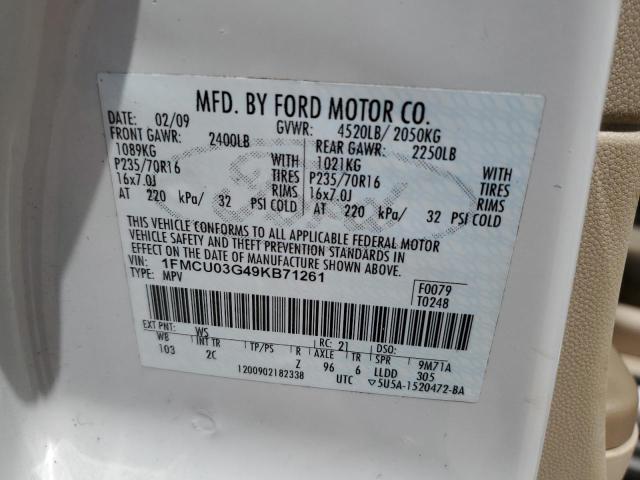 MFD. BY FORD MOTOR CO.
DATE: 02/09 GVWR: 4520LB/ 2050KG
FRONT GAWR: 2400LB REAR GAWR: 2250LB
1089KG WITH 1021KG WITH
P235/70R16 TIRES P235/70R16 TIRES
16x7.0J RIMS 16x7.0J RIMS
AT 220 kPa/ 32 PSI COLD AT 220 kPa/ 32 PSI COLD
THIS VEHICLE CONFORMS TO ALL APPLICABLE FEDERAL MOTOR
VEHICLE SAFETY AND THEFT PREVENTION STANDARDS IN
EFFECT ON THE DATE OF MANUFACTURE SHOWN ABOVE.
VIN: 1FMCU03G49KB71261
TYPE: MPV
F0079
T0248
EXT PNT: WS RC: 21 DSO:
WB INT TR TP/PS R AXLE TR SPR 9M71A
103 2C Z 96 6 LLDD 305
1200902182338 UTC ▽5U5A-1520472-BA
Ford